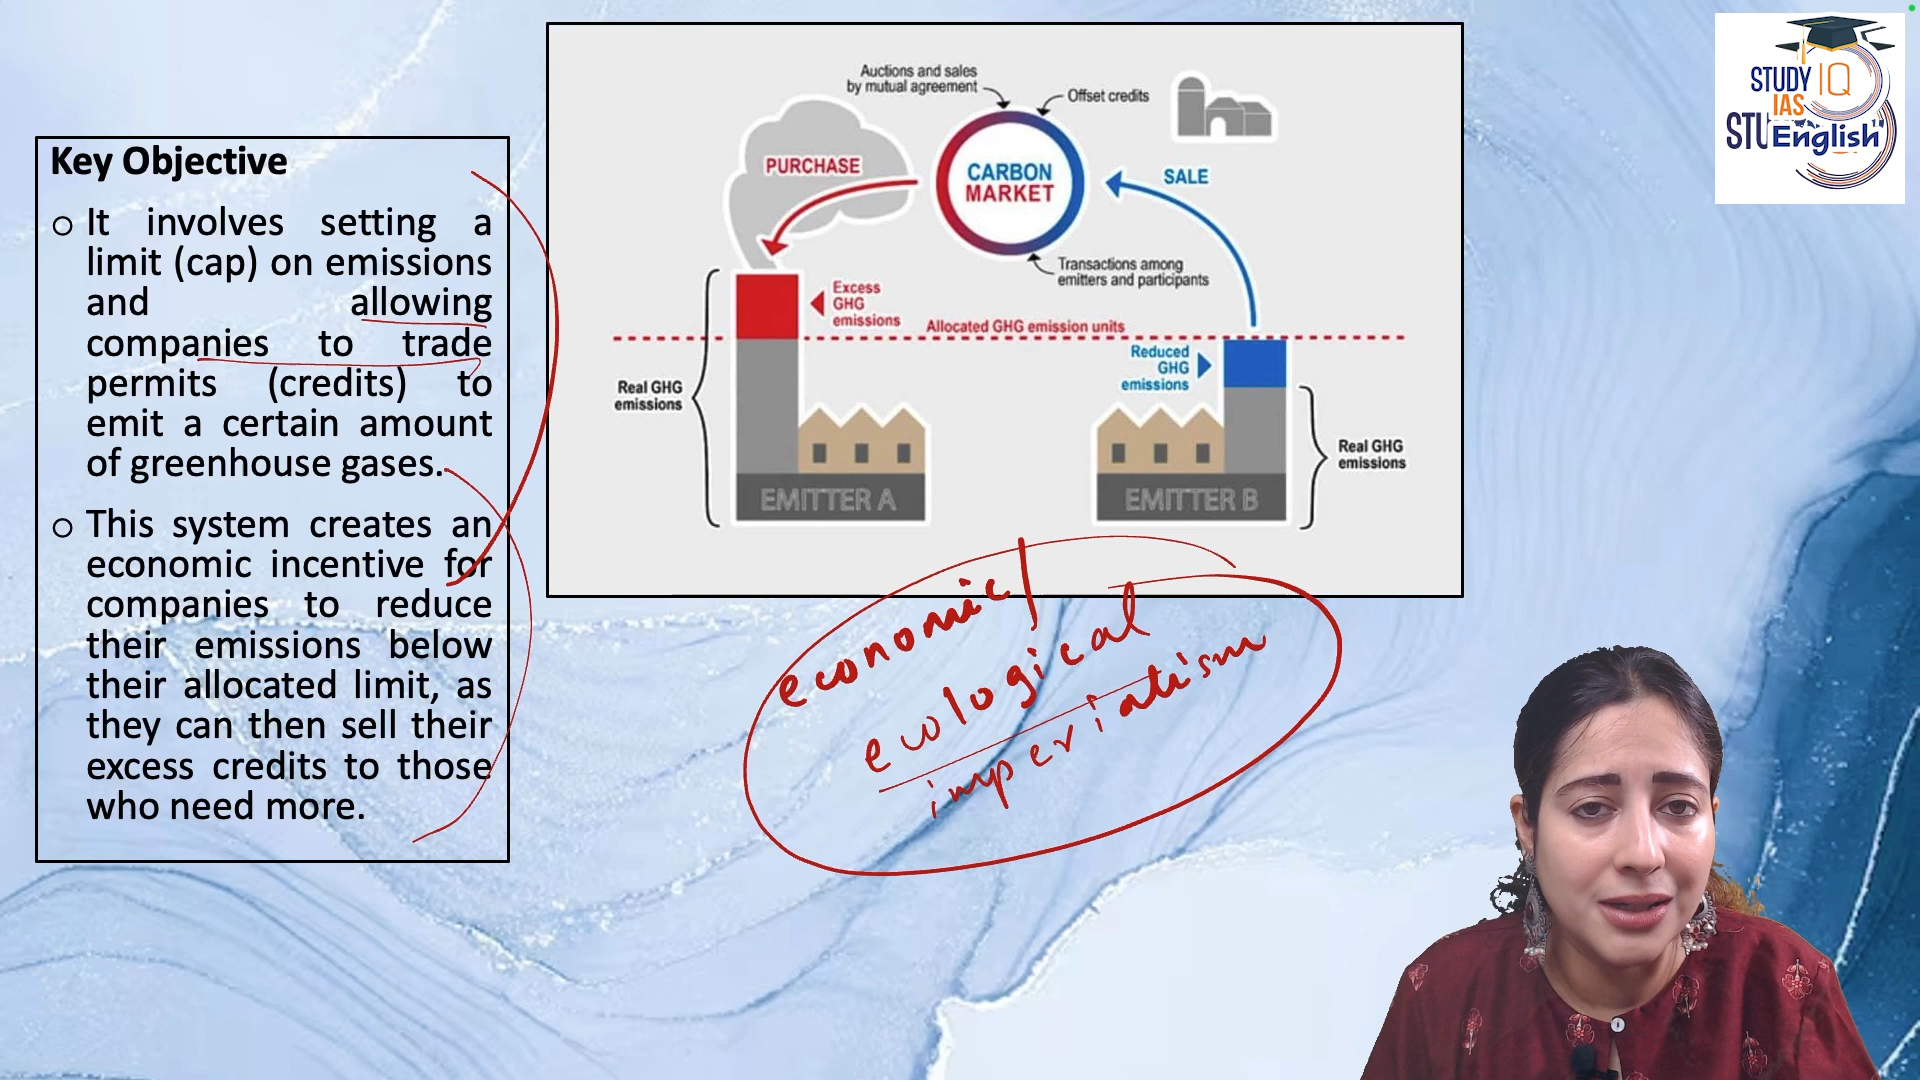 Key Objective
o It involves setting a
limit (cap) on emissions
and allowing
companies to trade
permits (credits) to
emit a certain amount
of greenhouse gases.
o This system creates an
economic incentive for
companies to reduce
their emissions below
their allocated limit, as
they can then sell their
excess credits to those
who need more.
Auctions and sales
by mutual agreement
Offset credits
PURCHASE
CARBON
MARKET
SALE
Transactions among
emitters and participants
Excess
GHG
emissions
Allocated GHG emission units
Reduced
GHG
emissions
Real GHG
emissions
Real GHG
emissions
EMITTER A
EMITTER B
economic/
ecological
imperialism
STUDY IQ
IAS
STU
English